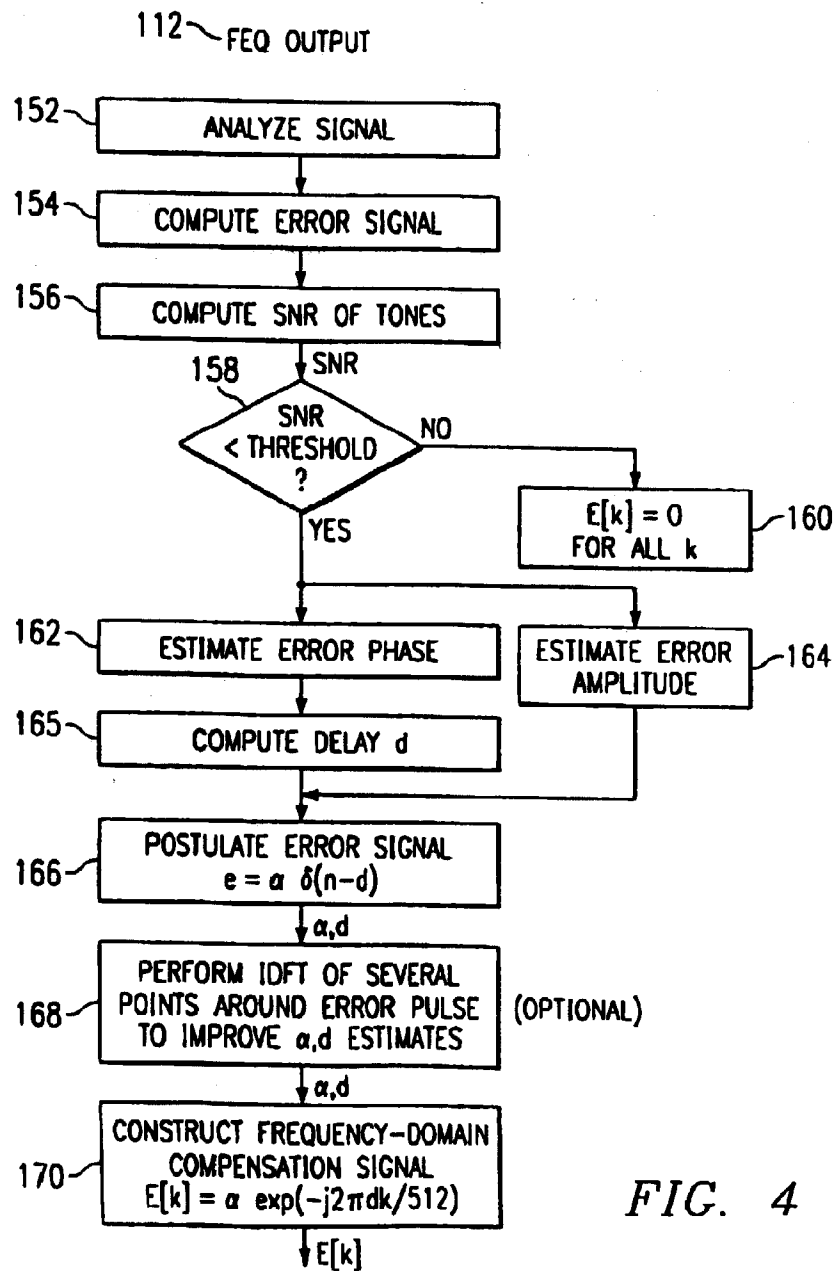 112 FEQ OUTPUT
152
ANALYZE SIGNAL
154
COMPUTE ERROR SIGNAL
156
COMPUTE SNR OF TONES
SNR
158
SNR
< THRESHOLD
?
NO
YES
E[k] = 0
FOR ALL k
160
162
ESTIMATE ERROR PHASE
ESTIMATE ERROR
AMPLITUDE
164
165
COMPUTE DELAY d
166
POSTULATE ERROR SIGNAL
e = α δ(n-d)
α,d
168
PERFORM IDFT OF SEVERAL
POINTS AROUND ERROR PULSE
TO IMPROVE α,d ESTIMATES
(OPTIONAL)
α,d
170
CONSTRUCT FREQUENCY-DOMAIN
COMPENSATION SIGNAL
E[k] = α exp(-j2πdk/512)
E[k]
FIG. 4